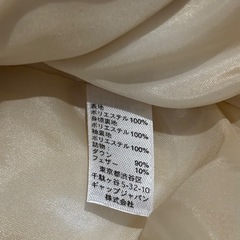 表地
ポリエステル 100%
身頃裏地
ポリエステル 100%
袖裏地
ポリエステル 100%
詰物
ダウン 90%
フェザー 10%
東京都渋谷区
千駄ヶ谷5-32-10
ギャップジャパン
株式会社